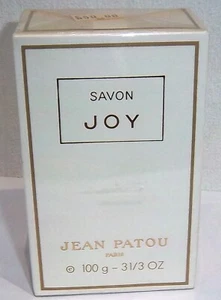 SAVON
JOY
JEAN PATOU
PARIS
© 100 g - 31/3 OZ